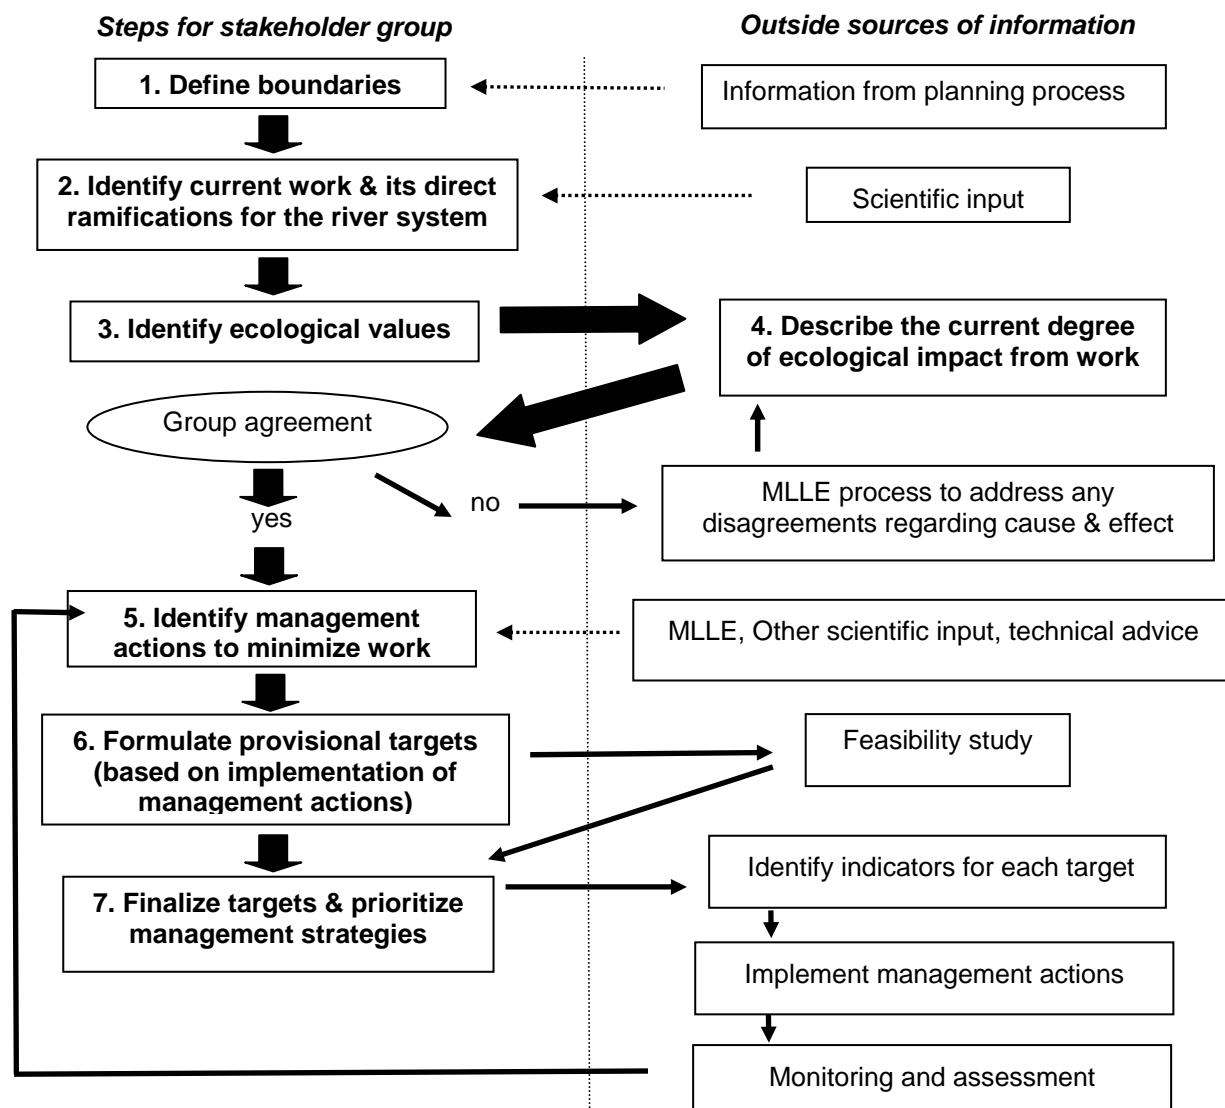 Steps for stakeholder group
Outside sources of information
1. Define boundaries
Information from planning process
2. Identify current work & its direct
ramifications for the river system
Scientific input
3. Identify ecological values
4. Describe the current degree
of ecological impact from work
Group agreement
yes
no
MLLE process to address any
disagreements regarding cause & effect
5. Identify management
actions to minimize work
MLLE, Other scientific input, technical advice
6. Formulate provisional targets
(based on implementation of
management actions)
Feasibility study
7. Finalize targets & prioritize
management strategies
Identify indicators for each target
Implement management actions
Monitoring and assessment